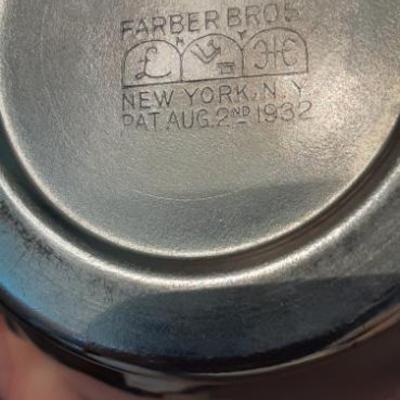 FARBER BROS
N Y
NEW YORK, N.Y.
PAT. AUG. 2ND 1932